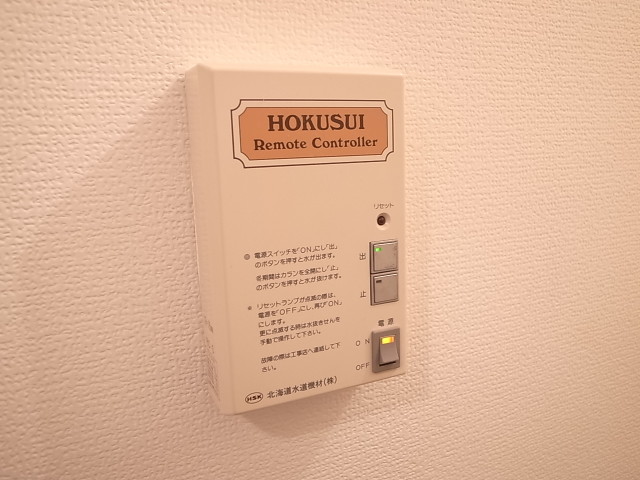 HOKUSUI
Remote Controller
リセット
◎ 電源スイッチを「ON」にし「出」
のボタンを押すと水が出ます。
冬期間はカランを全開にし「止」
のボタンを押すと水が抜けます。
出
止
◎ リセットランプが点滅の際は、
電源を「OFF」にし、再び「ON」
にします。
更に点滅する時は水抜きせんを
手動で操作して下さい。
故障の際は工事店へ連絡して下
さい。
電源
ON
OFF
HSK 北海道水道機材(株)